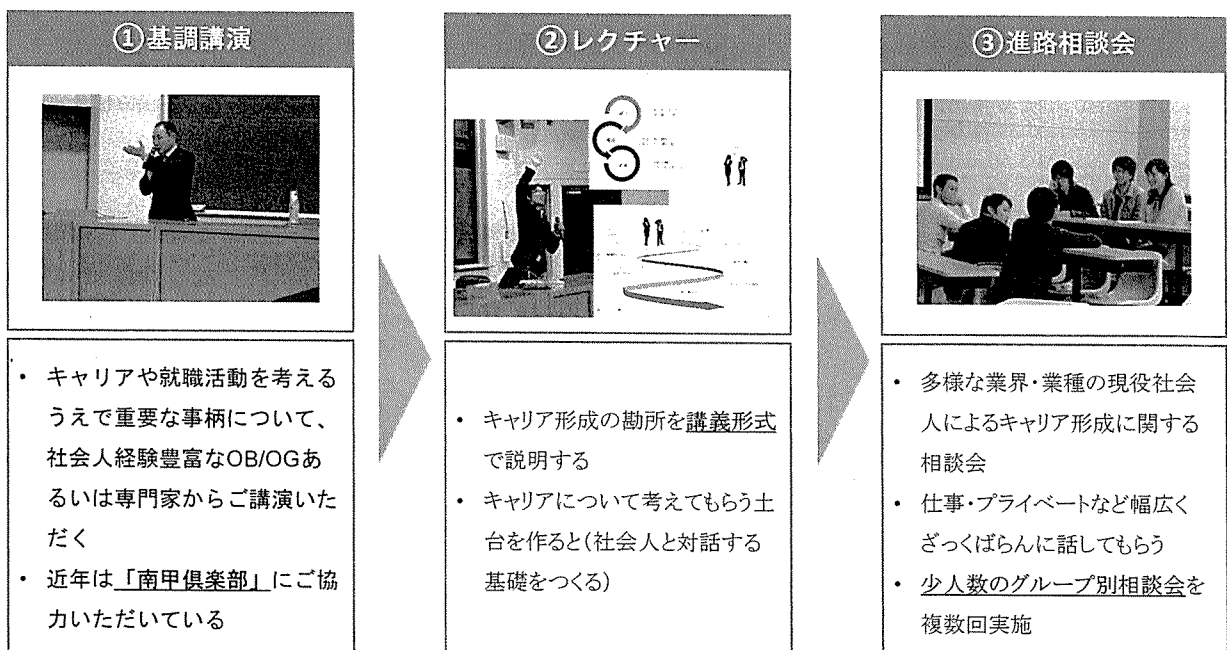 ①基調講演
・ キャリアや就職活動を考える
うえで重要な事柄について、
社会人経験豊富なOB/OGあ
るいは専門家からご講演いた
だく
・ 近年は「南甲倶楽部」にご協
力いただいている
②レクチャー
・ キャリア形成の勘所を講義形式
で説明する
・ キャリアについて考えてもらう土
台を作ると(社会人と対話する
基礎をつくる)
③進路相談会
・ 多様な業界・業種の現役社会
人によるキャリア形成に関する
相談会
・ 仕事・プライベートなど幅広く
ざっくばらんに話してもらう
・ 少人数のグループ別相談会を
複数回実施